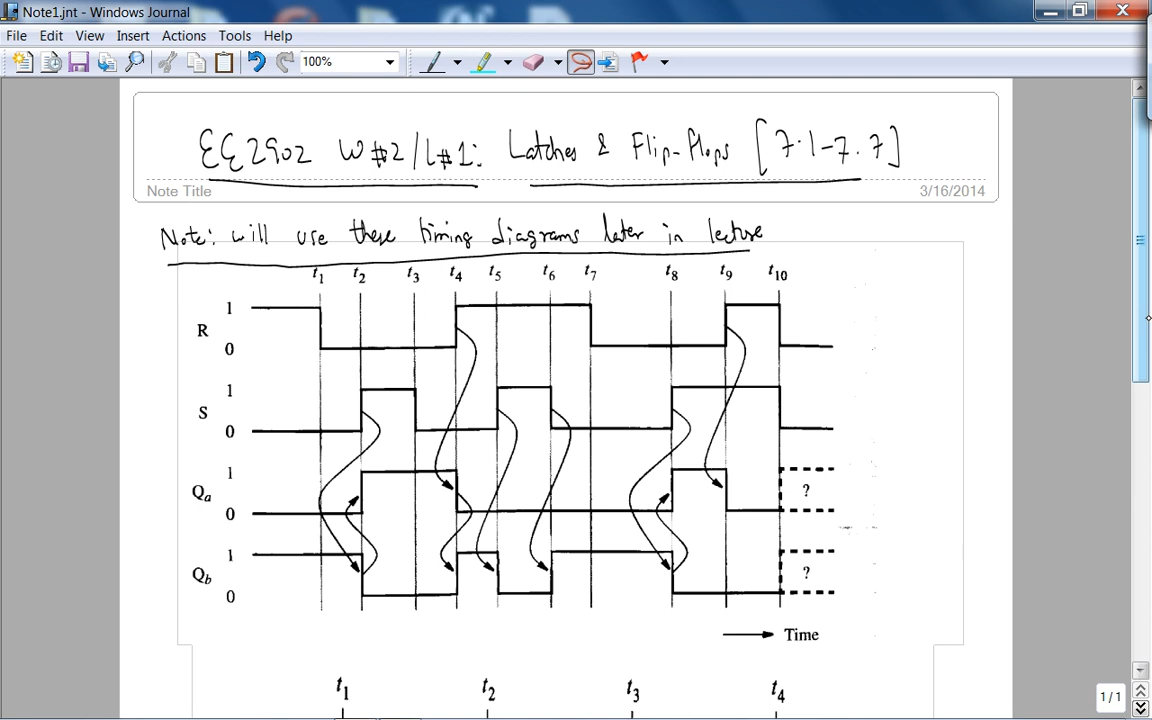 Note1.jnt - Windows Journal
File Edit View Insert Actions Tools Help
100%
EE2902 W#2/L#1: Latches & Flip-flops [7.1-7.7]
Note Title
3/16/2014
Note: will use these timing diagrams later in lecture
t1 t2 t3 t4 t5 t6 t7 t8 t9 t10
1
R
0
1
S
0
1
Qa ?
0
1
Qb ?
0
Time
t1 t2 t3 t4
1 / 1